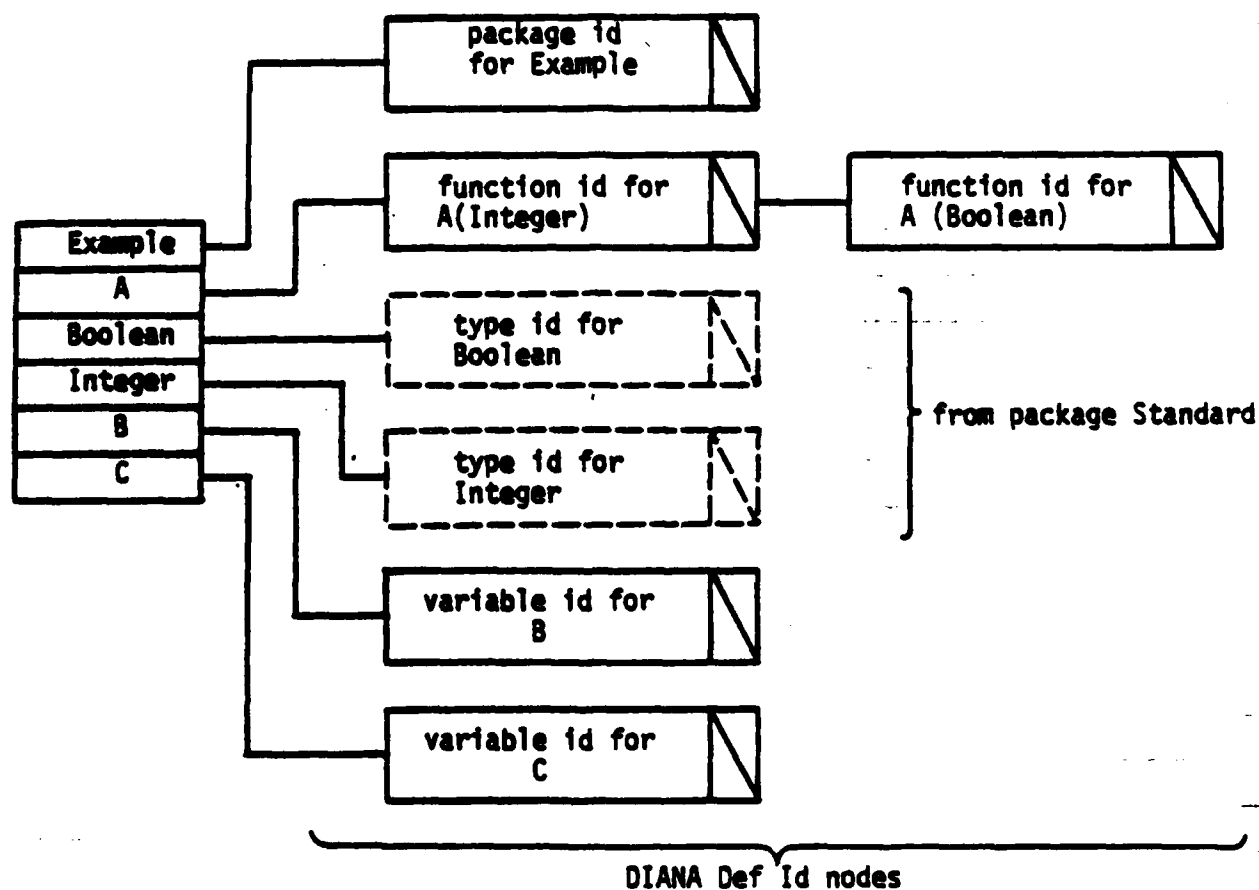 package id
for Example
function id for
A(Integer)
function id for
A (Boolean)
Example
A
Boolean
Integer
B
C
type id for
Boolean
type id for
Integer
from package Standard
variable id for
B
variable id for
C
DIANA Def Id nodes